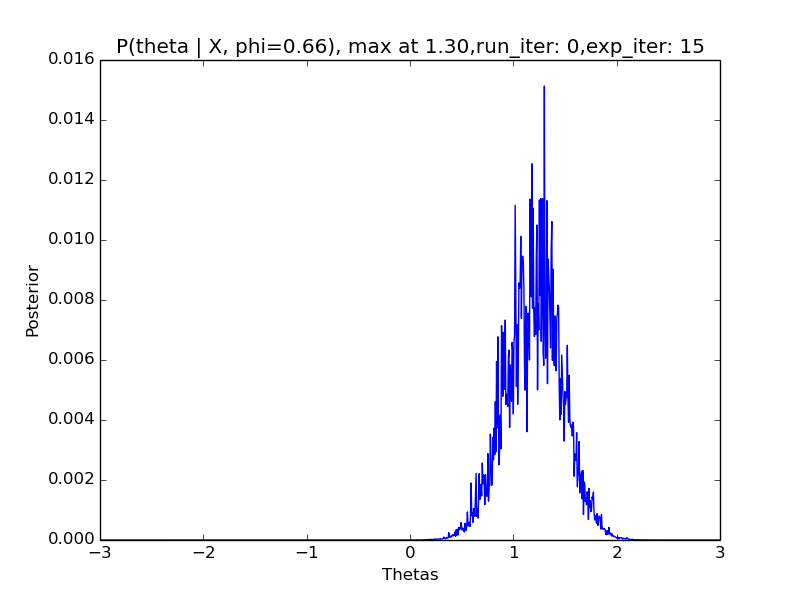 P(theta | X, phi=0.66), max at 1.30,run_iter: 0,exp_iter: 15
0.016
0.014
0.012
0.010
0.008
0.006
0.004
0.002
0.000
Posterior
−3 −2 −1 0 1 2 3
Thetas